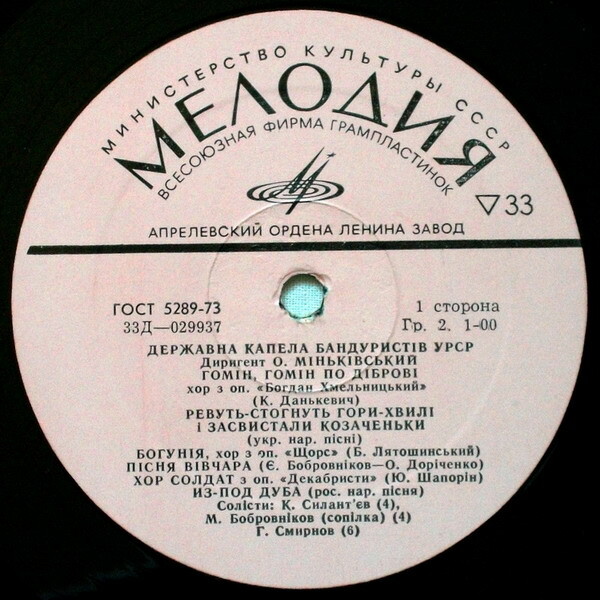 МИНИСТЕРСТВО КУЛЬТУРЫ СССР
МЕЛОДИЯ
ВСЕСОЮЗНАЯ ФИРМА ГРАМПЛАСТИНОК
33
АПРЕЛЕВСКИЙ ОРДЕНА ЛЕНИНА ЗАВОД
ГОСТ 5289-73
33Д—029937
1 сторона
Гр. 2. 1-00
ДЕРЖАВНА КАПЕЛА БАНДУРИСТІВ УРСР
Диригент О. МІНЬКІВСЬКИЙ
ГОМІН, ГОМІН ПО ДІБРОВІ
хор з оп. «Богдан Хмельницький»
(К. Данькевич)
РЕВУТЬ-СТОГНУТЬ ГОРИ-ХВИЛІ
І ЗАСВИСТАЛИ КОЗАЧЕНЬКИ
(укр. нар. пісні)
БОГУНІЯ, хор з оп. «Щорс» (Б. Лятошинський)
ПІСНЯ ВІВЧАРА (Є. Бобровніков—О. Доріченко)
ХОР СОЛДАТ з оп. «Декабристи» (Ю. Шапорін)
ИЗ-ПОД ДУБА (рос. нар. пісня)
Солісти: К. Силант'єв (4),
М. Бобровніков (сопілка) (4)
Г. Смирнов (6)